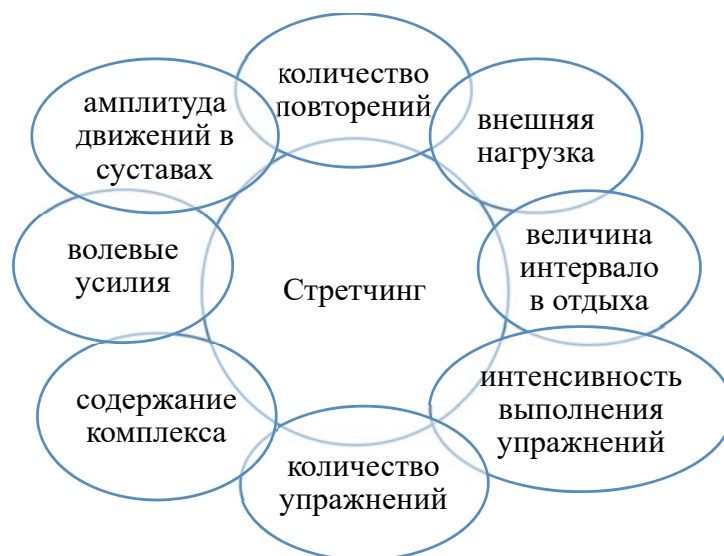 количество
повторений
внешняя
нагрузка
величина
интервало
в отдыха
интенсивность
выполнения
упражнений
количество
упражнений
содержание
комплекса
волевые
усилия
амплитуда
движений в
суставах
Стретчинг